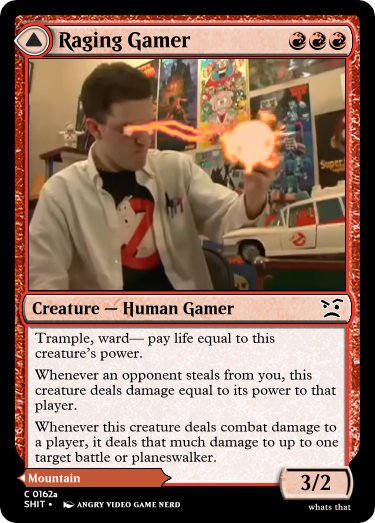 Raging Gamer
Creature — Human Gamer
Trample, ward— pay life equal to this
creature's power.
Whenever an opponent steals from you, this
creature deals damage equal to its power to that
player.
Whenever this creature deals combat damage to
a player, it deals that much damage to up to one
target battle or planeswalker.
Mountain
3/2
C 0162a
SHIT • ANGRY VIDEO GAME NERD
whats that